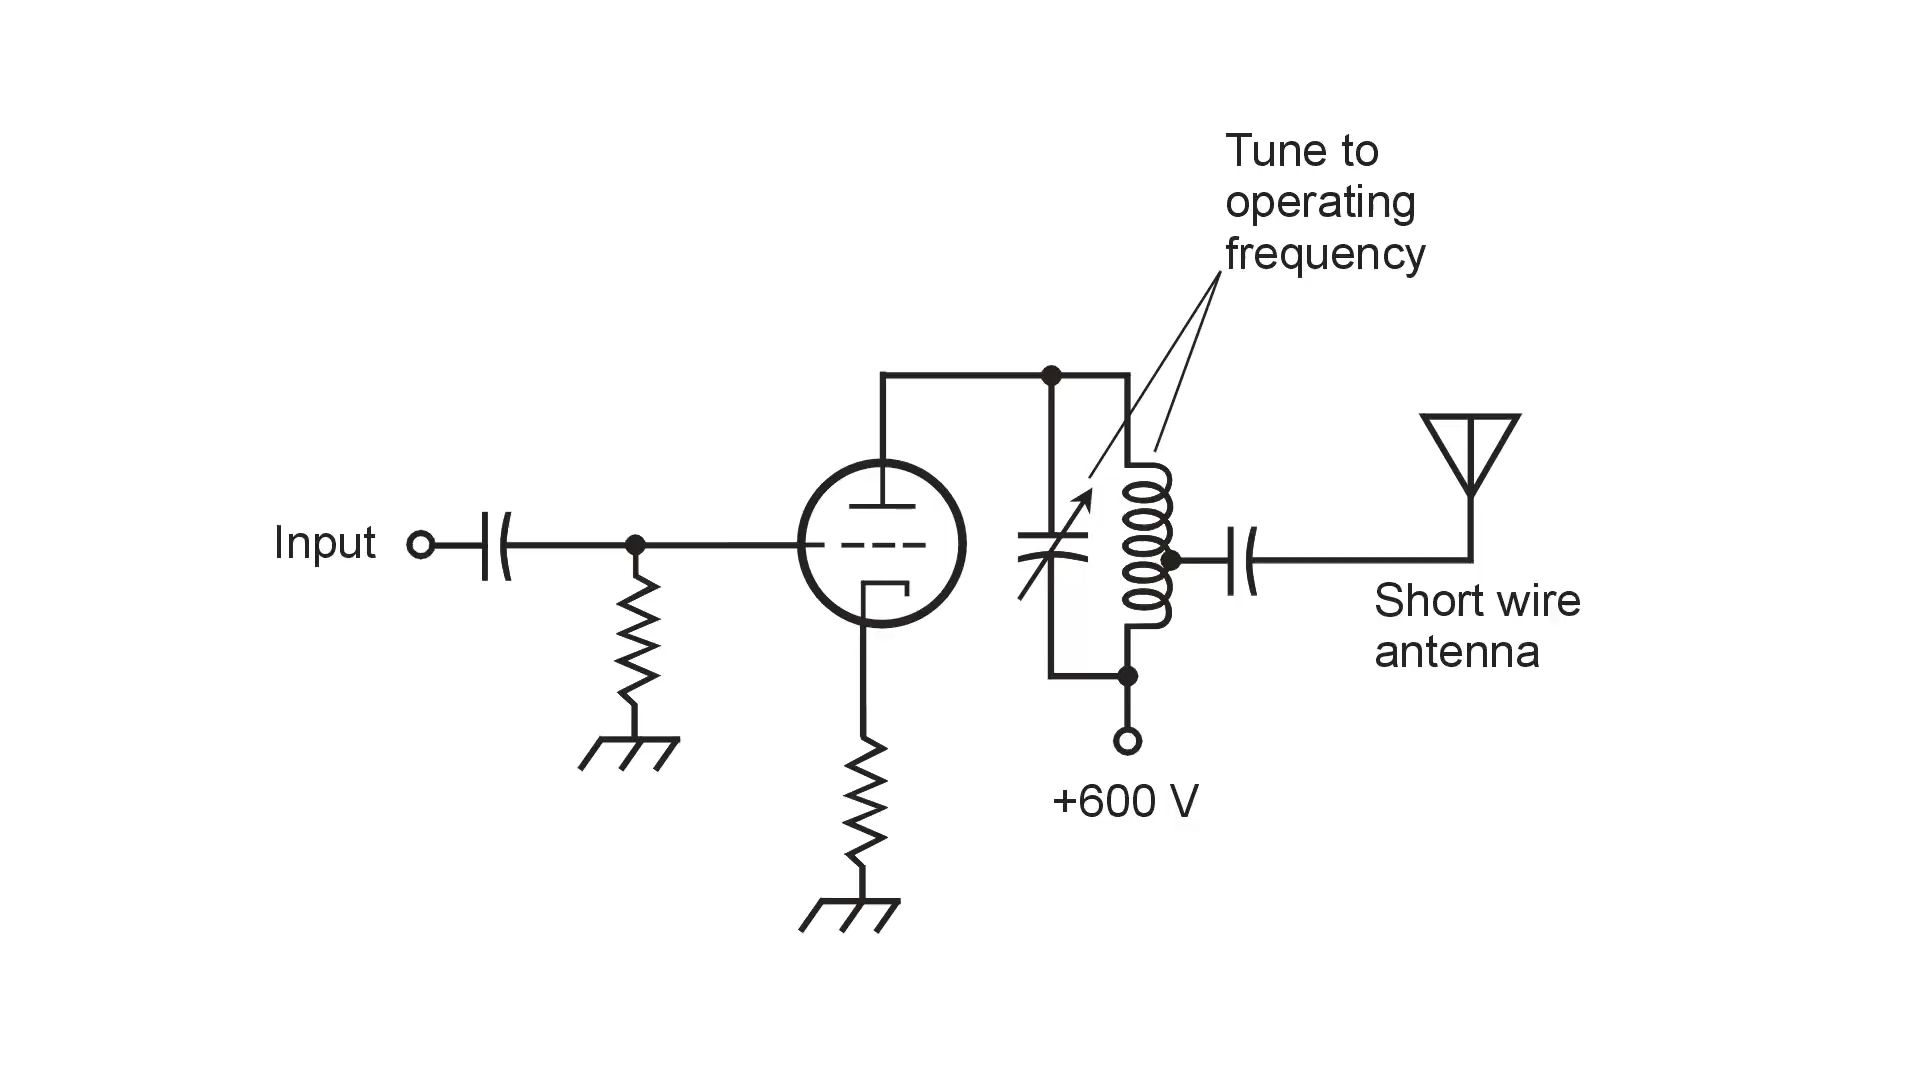 Tune to
operating
frequency
Input
Short wire
antenna
+600 V